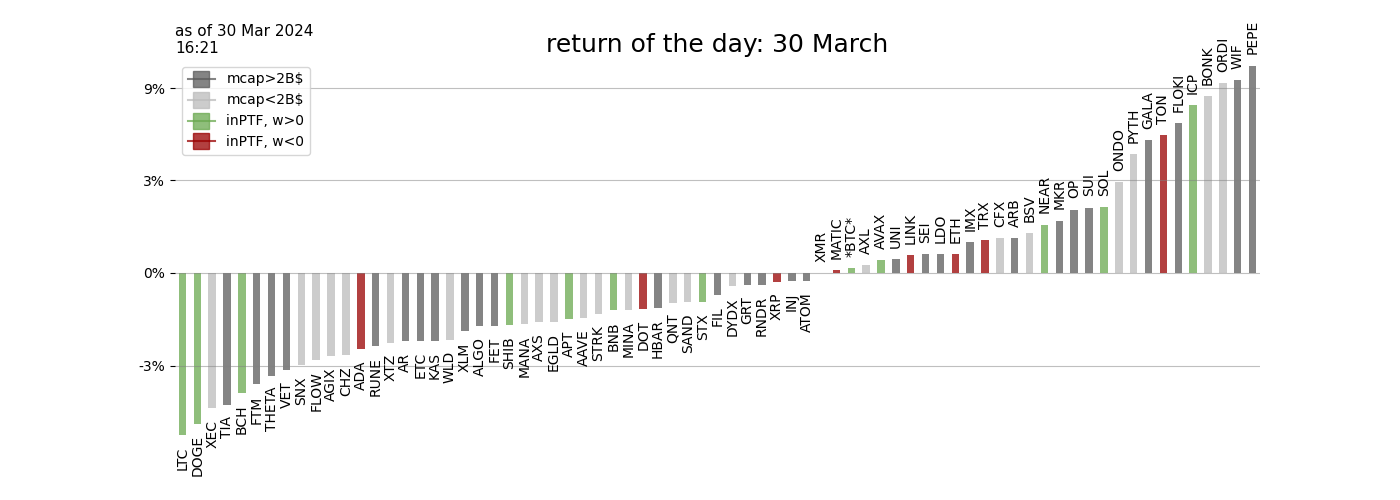 as of 30 Mar 2024
16:21
return of the day: 30 March
mcap>2B$
mcap<2B$
inPTF, w>0
inPTF, w<0
9%
3%
0%
-3%
LTC
DOGE
XEC
TIA
BCH
FTM
THETA
VET
SNX
FLOW
AGIX
CHZ
ADA
RUNE
XTZ
AR
ETC
KAS
WLD
XLM
ALGO
FET
SHIB
MANA
AXS
EGLD
APT
AAVE
STRK
BNB
MINA
DOT
HBAR
QNT
SAND
STX
FIL
DYDX
GRT
RNDR
XRP
INJ
ATOM
XMR
MATIC
*BTC*
AXL
AVAX
UNI
LINK
SEI
LDO
ETH
IMX
TRX
CFX
ARB
BSV
NEAR
MKR
OP
SUI
SOL
ONDO
PYTH
GALA
TON
FLOKI
ICP
BONK
ORDI
WIF
PEPE